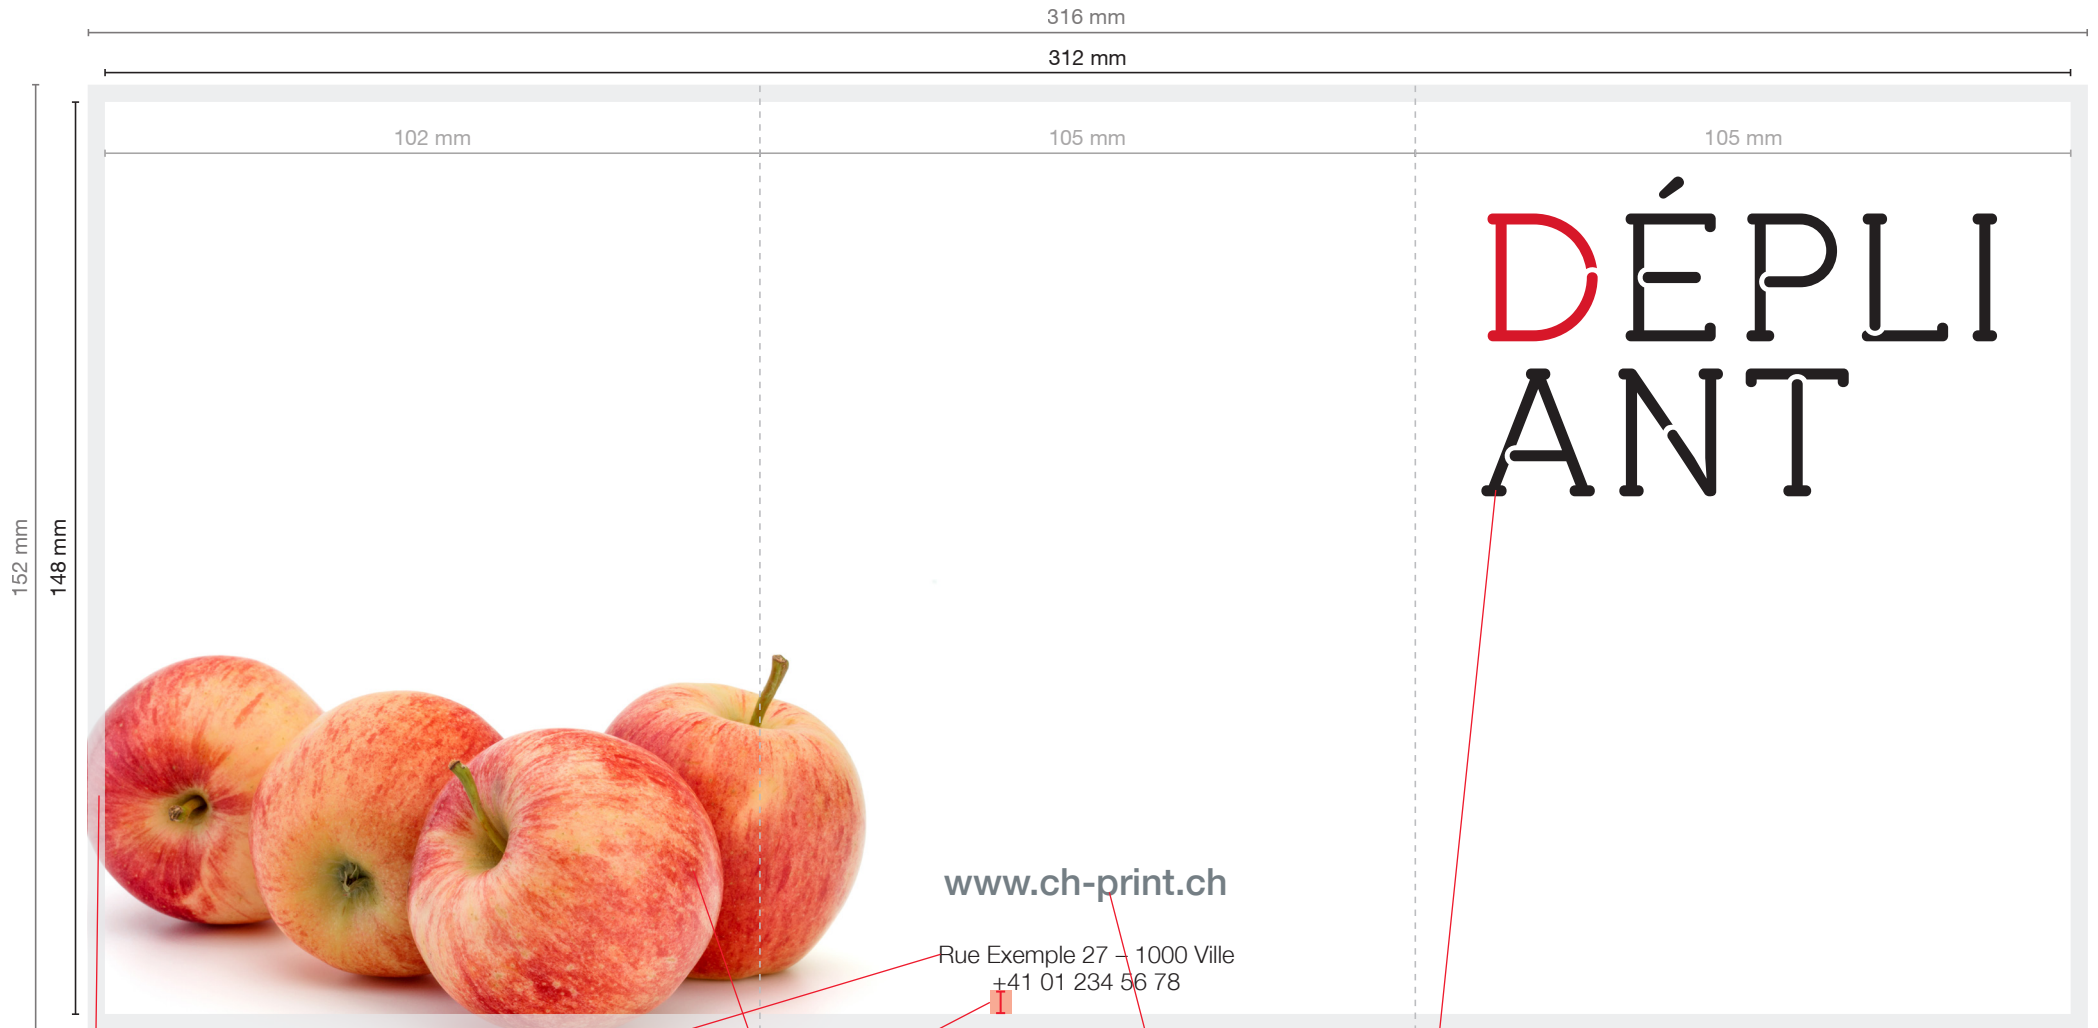 316 mm
312 mm
102 mm
105 mm
105 mm
152 mm
148 mm
DÉPLI
ANT
www.ch-print.ch
Rue Exemple 27 – 1000 Ville
+41 01 234 56 78